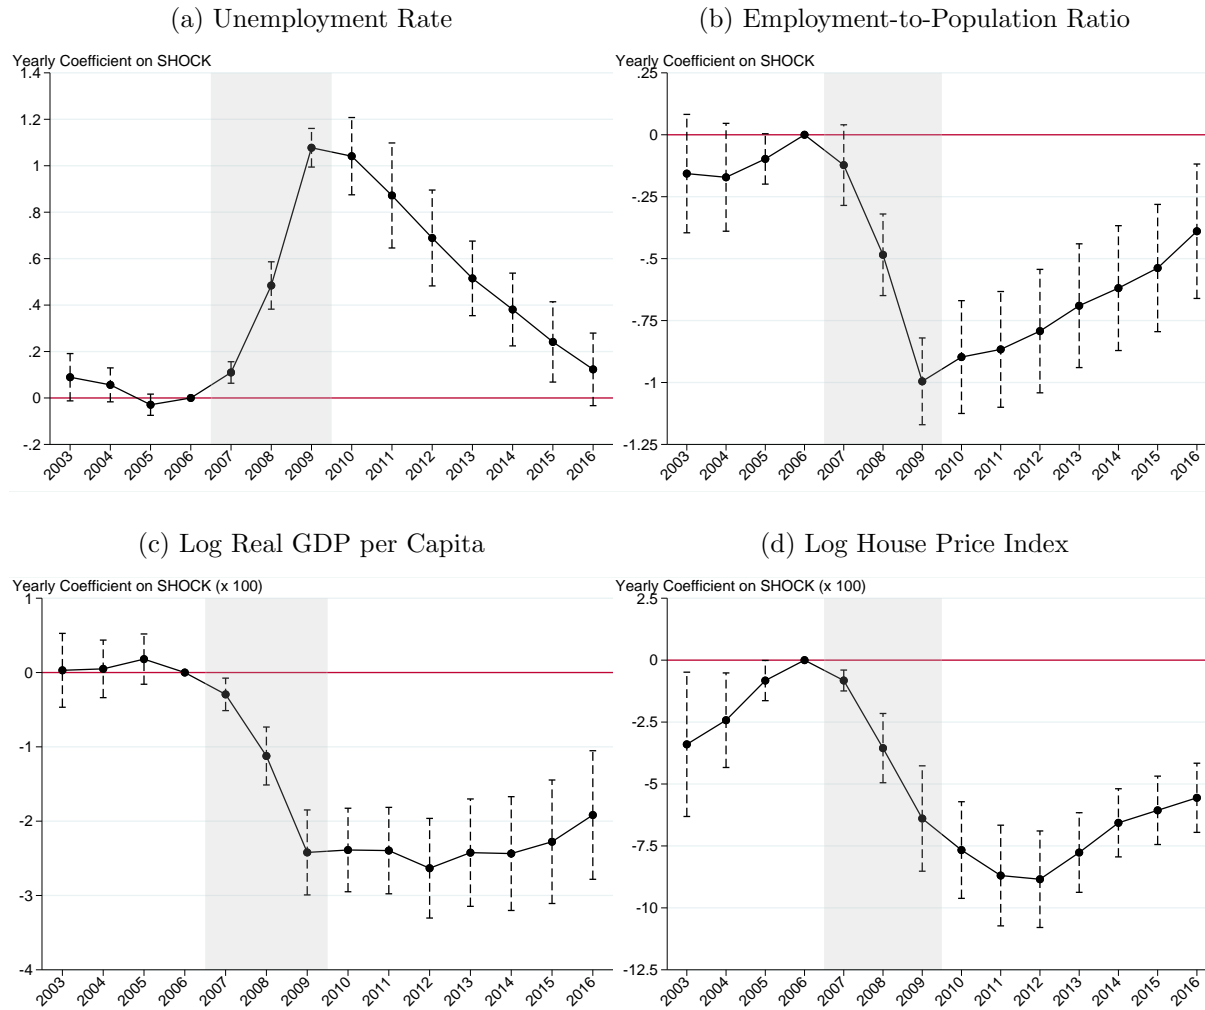 (a) Unemployment Rate
Yearly Coefficient on SHOCK
1.4
1.2
1
.8
.6
.4
.2
0
-.2
2003 2004 2005 2006 2007 2008 2009 2010 2011 2012 2013 2014 2015 2016
(b) Employment-to-Population Ratio
Yearly Coefficient on SHOCK
.25
0
-.25
-.5
-.75
-1
-1.25
2003 2004 2005 2006 2007 2008 2009 2010 2011 2012 2013 2014 2015 2016
(c) Log Real GDP per Capita
Yearly Coefficient on SHOCK (x 100)
1
0
-1
-2
-3
-4
2003 2004 2005 2006 2007 2008 2009 2010 2011 2012 2013 2014 2015 2016
(d) Log House Price Index
Yearly Coefficient on SHOCK (x 100)
2.5
0
-2.5
-5
-7.5
-10
-12.5
2003 2004 2005 2006 2007 2008 2009 2010 2011 2012 2013 2014 2015 2016